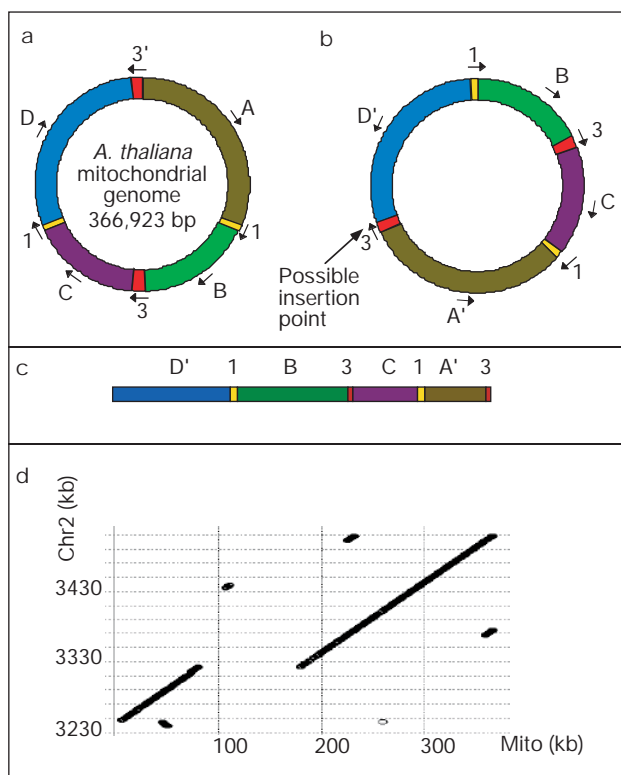 a
3'
D
A
A. thaliana
mitochondrial
genome
366,923 bp
1
1
C
B
3
b
1
B
D'
3
C
3
1
Possible
insertion
point
A'
c
D' 1 B 3 C 1 A' 3
d
Chr2 (kb)
3430
3330
3230
100 200 300 Mito (kb)